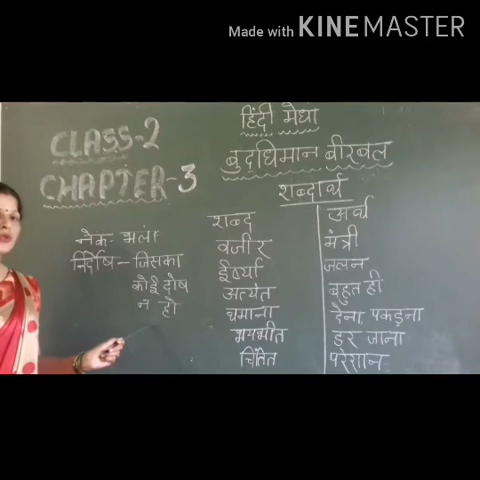 Made with KINEMASTER
CLASS-2
CHAPTER-3
हिंदी मेधा
बुद्धिमान बीरबल
शब्दार्थ
शब्द अर्थ
वजीर मंत्री
ईर्ष्या जलन
अत्यंत बहुत ही
थमाना देना, पकड़ना
भयभीत डर जाना
चिंतित परेशान
नेक- भला
निर्दोष - जिसका
कोई दोष
न हो